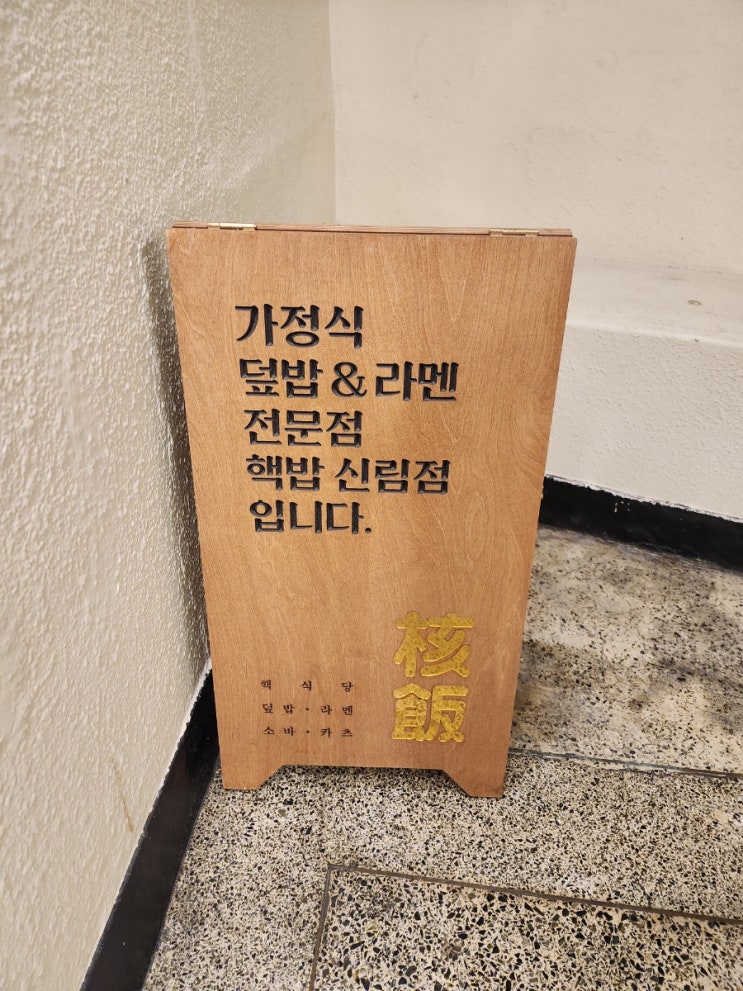 가정식
덮밥 & 라멘
전문점
핵밥 신림점
입니다.
핵식당
덮밥·라멘
소바·카츠
核
飯